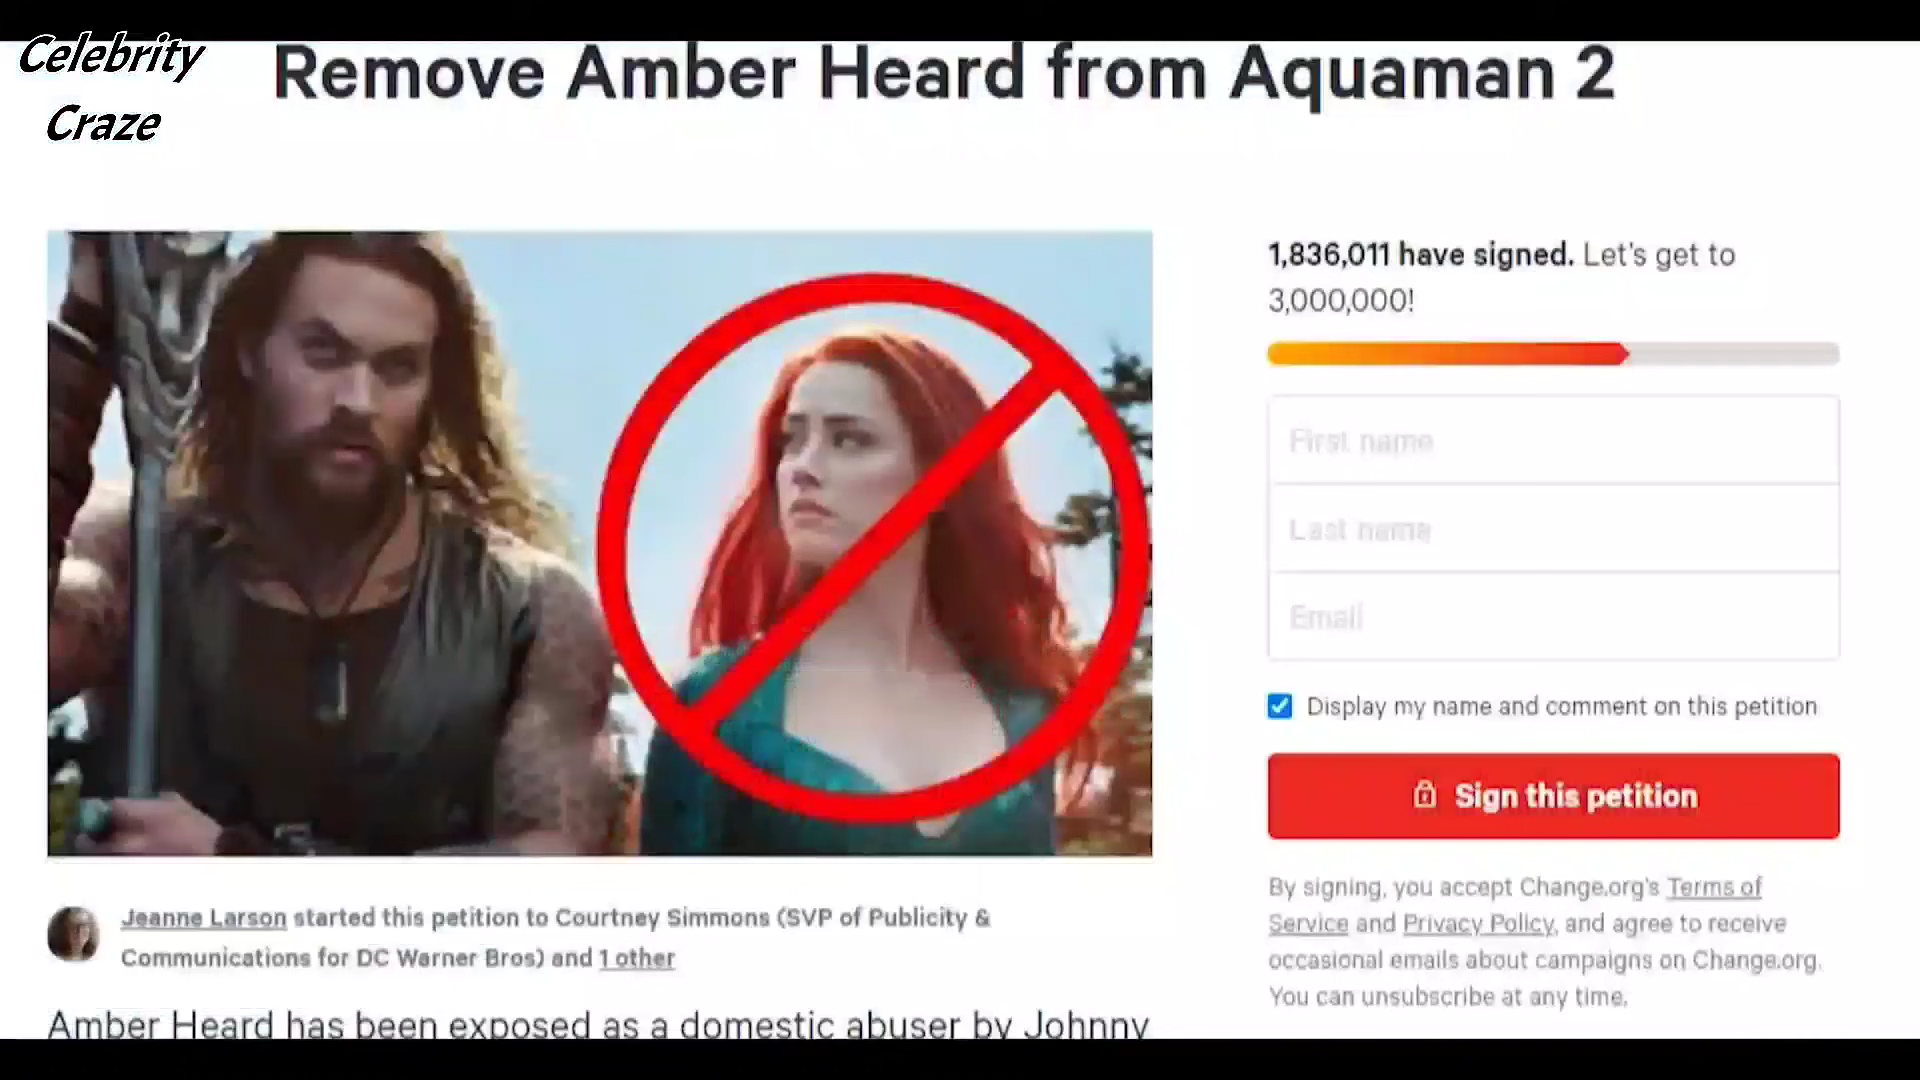 Celebrity
Craze
Remove Amber Heard from Aquaman 2
1,836,011 have signed. Let's get to
3,000,000!
First name
Last name
Email
Display my name and comment on this petition
Sign this petition
By signing, you accept Change.org's Terms of
Service and Privacy Policy, and agree to receive
occasional emails about campaigns on Change.org.
You can unsubscribe at any time.
Jeanne Larson started this petition to Courtney Simmons (SVP of Publicity &
Communications for DC Warner Bros) and 1 other
Amber Heard has been exposed as a domestic abuser by Johnny